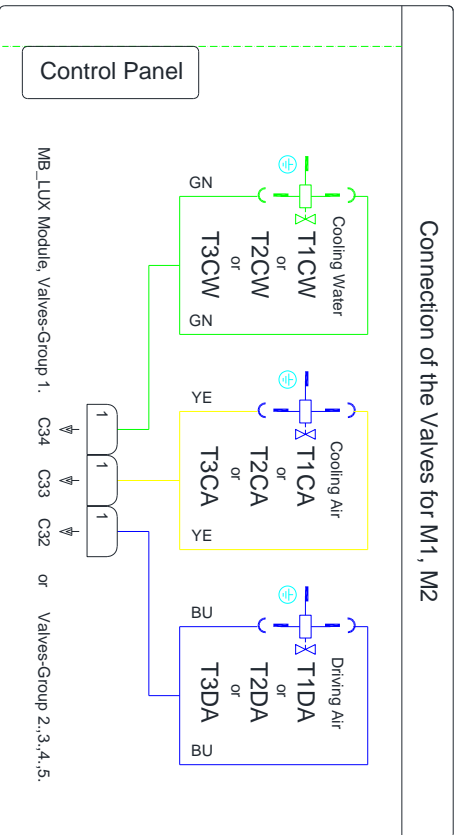 Connection of the Valves for M1, M2
Control Panel
Cooling Water
T1CW
or
T2CW
or
T3CW
GN
GN
Cooling Air
T1CA
or
T2CA
or
T3CA
YE
YE
Driving Air
T1DA
or
T2DA
or
T3DA
BU
BU
1
1
1
C34
C33
C32
MB_LUX Module, Valves-Group 1. or Valves-Group 2.,3.,4.,5.